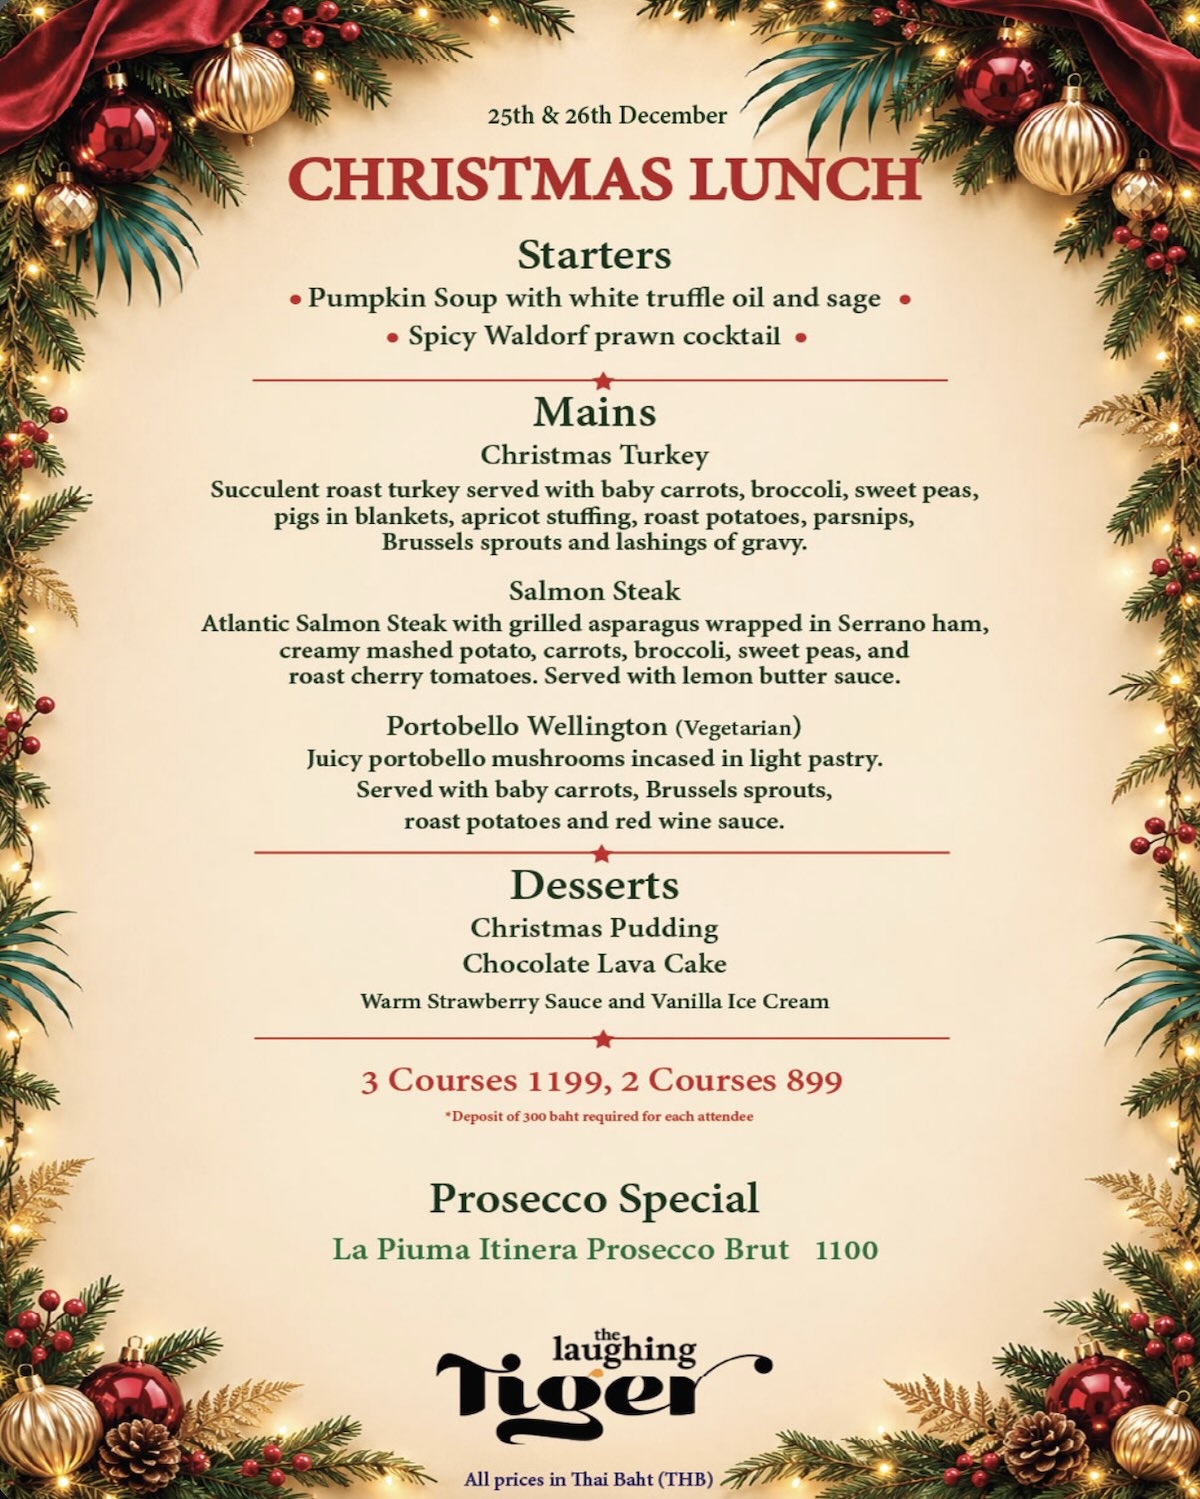 25th & 26th December
CHRISTMAS LUNCH
Starters
• Pumpkin Soup with white truffle oil and sage •
• Spicy Waldorf prawn cocktail •
Mains
Christmas Turkey
Succulent roast turkey served with baby carrots, broccoli, sweet peas,
pigs in blankets, apricot stuffing, roast potatoes, parsnips,
Brussels sprouts and lashings of gravy.
Salmon Steak
Atlantic Salmon Steak with grilled asparagus wrapped in Serrano ham,
creamy mashed potato, carrots, broccoli, sweet peas, and
roast cherry tomatoes. Served with lemon butter sauce.
Portobello Wellington (Vegetarian)
Juicy portobello mushrooms incased in light pastry.
Served with baby carrots, Brussels sprouts,
roast potatoes and red wine sauce.
Desserts
Christmas Pudding
Chocolate Lava Cake
Warm Strawberry Sauce and Vanilla Ice Cream
3 Courses 1199, 2 Courses 899
*Deposit of 300 baht required for each attendee
Prosecco Special
La Piuma Itinera Prosecco Brut 1100
the
laughing
Tiger
All prices in Thai Baht (THB)